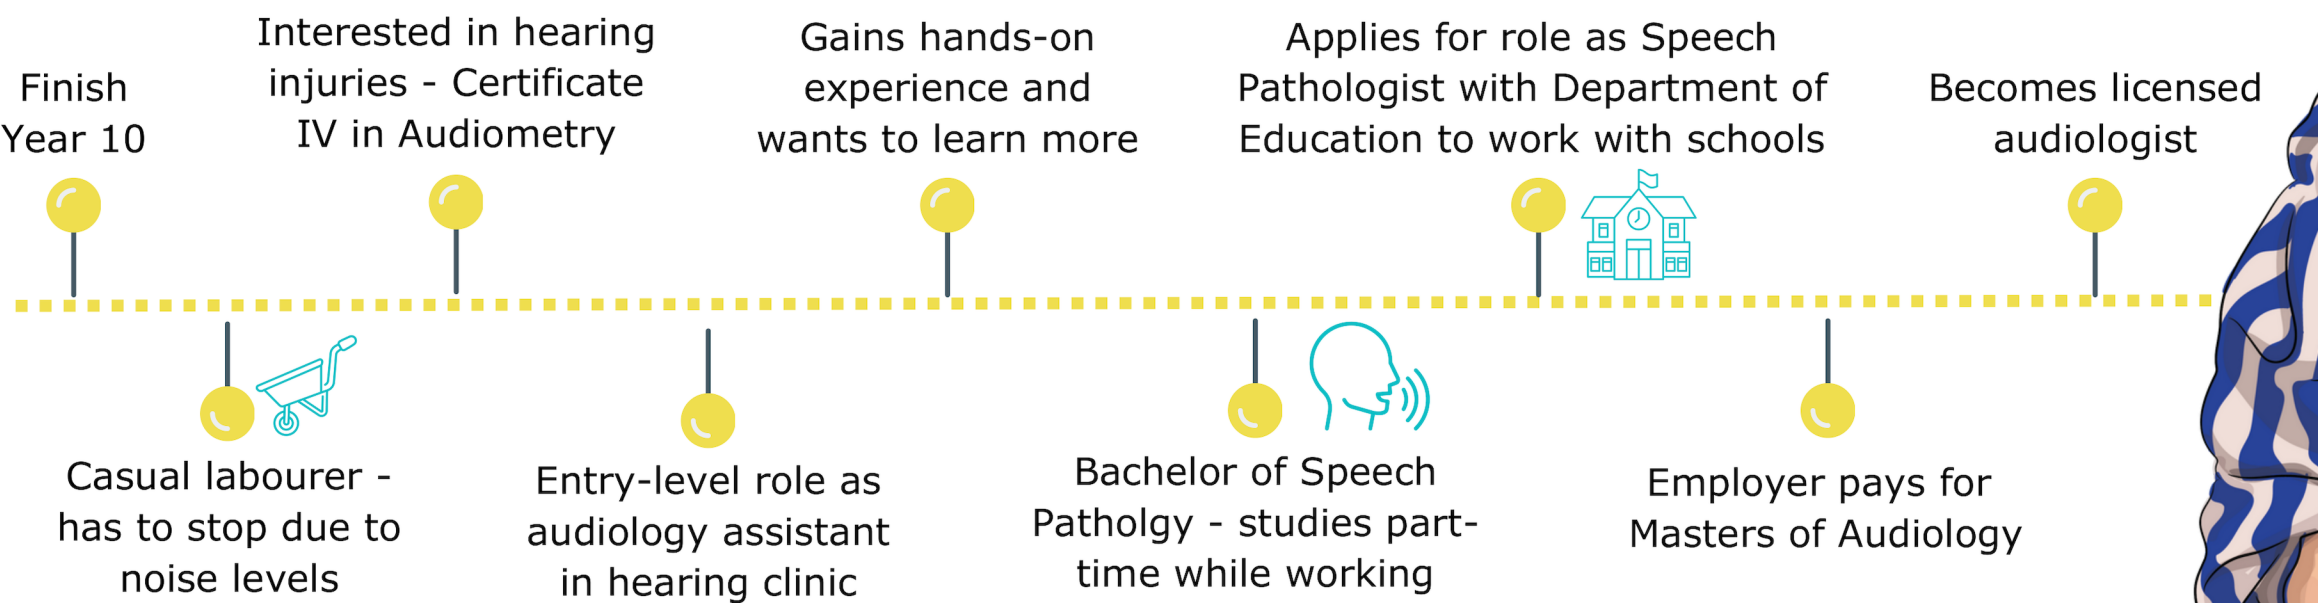 Finish
Year 10
Casual labourer -
has to stop due to
noise levels
Interested in hearing
injuries - Certificate
IV in Audiometry
Entry-level role as
audiology assistant
in hearing clinic
Gains hands-on
experience and
wants to learn more
Bachelor of Speech
Patholgy - studies part-
time while working
Applies for role as Speech
Pathologist with Department of
Education to work with schools
Employer pays for
Masters of Audiology
Becomes licensed
audiologist